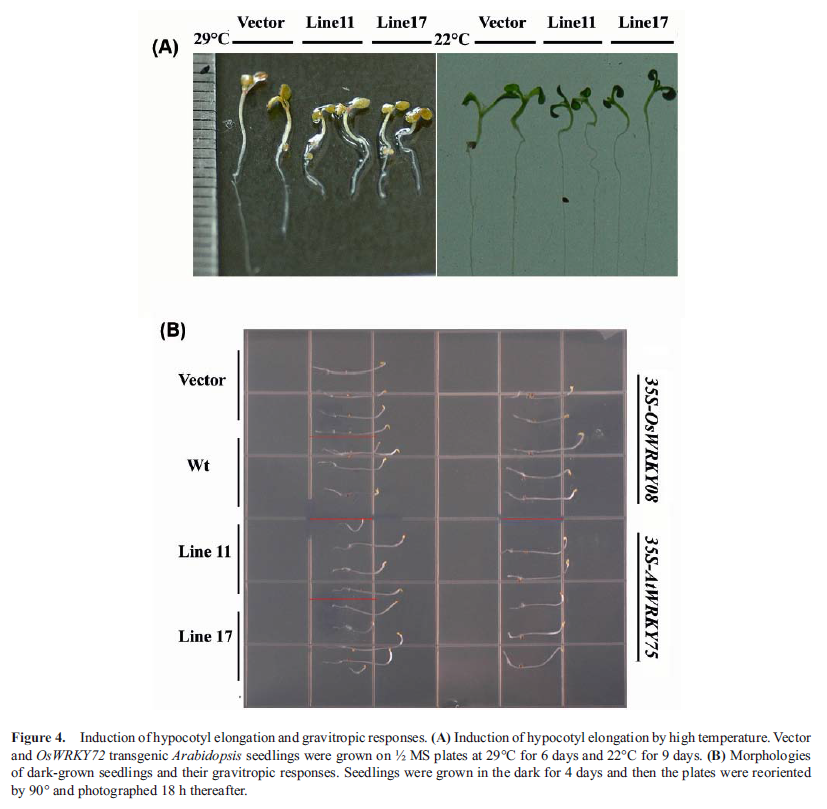 Vector Line11 Line17 Vector Line11 Line17
(A) 29°C 22°C
(B)
Vector
Wt
Line 11
Line 17
35S-OsWRKY08
35S-AtWRKY75
Figure 4. Induction of hypocotyl elongation and gravitropic responses. (A) Induction of hypocotyl elongation by high temperature. Vector
and OsWRKY72 transgenic Arabidopsis seedlings were grown on ½ MS plates at 29°C for 6 days and 22°C for 9 days. (B) Morphologies
of dark-grown seedlings and their gravitropic responses. Seedlings were grown in the dark for 4 days and then the plates were reoriented
by 90° and photographed 18 h thereafter.